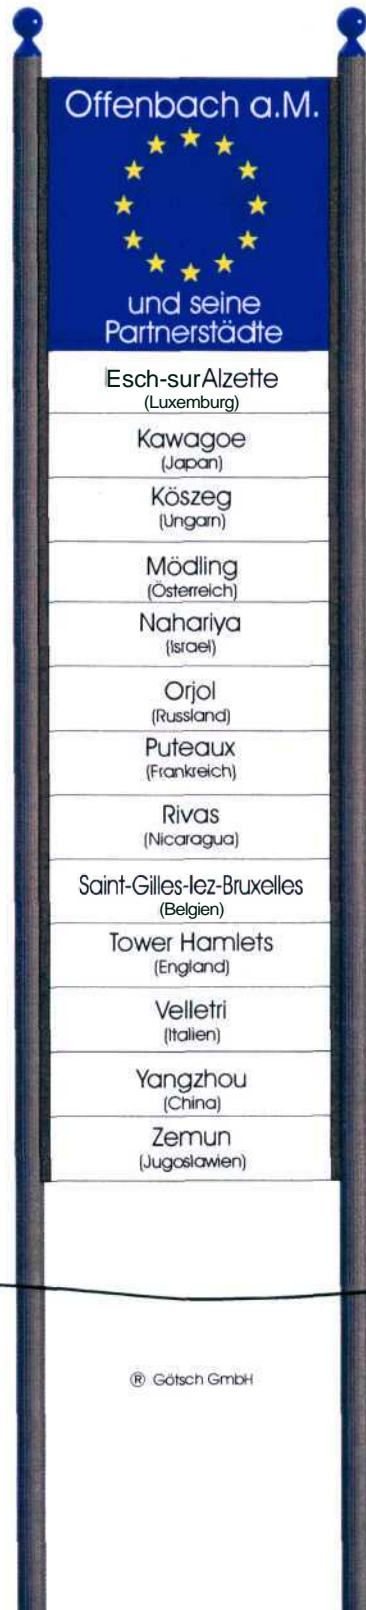 Offenbach a.M.
und seine
Partnerstädte
Esch-surAlzette
(Luxemburg)
Kawagoe
(Japan)
Köszeg
(Ungarn)
Mödling
(Österreich)
Nahariya
(Israel)
Orjol
(Russland)
Puteaux
(Frankreich)
Rivas
(Nicaragua)
Saint-Gilles-lez-Bruxelles
(Belgien)
Tower Hamlets
(England)
Velletri
(Italien)
Yangzhou
(China)
Zemun
(Jugoslawien)
® Götsch GmbH